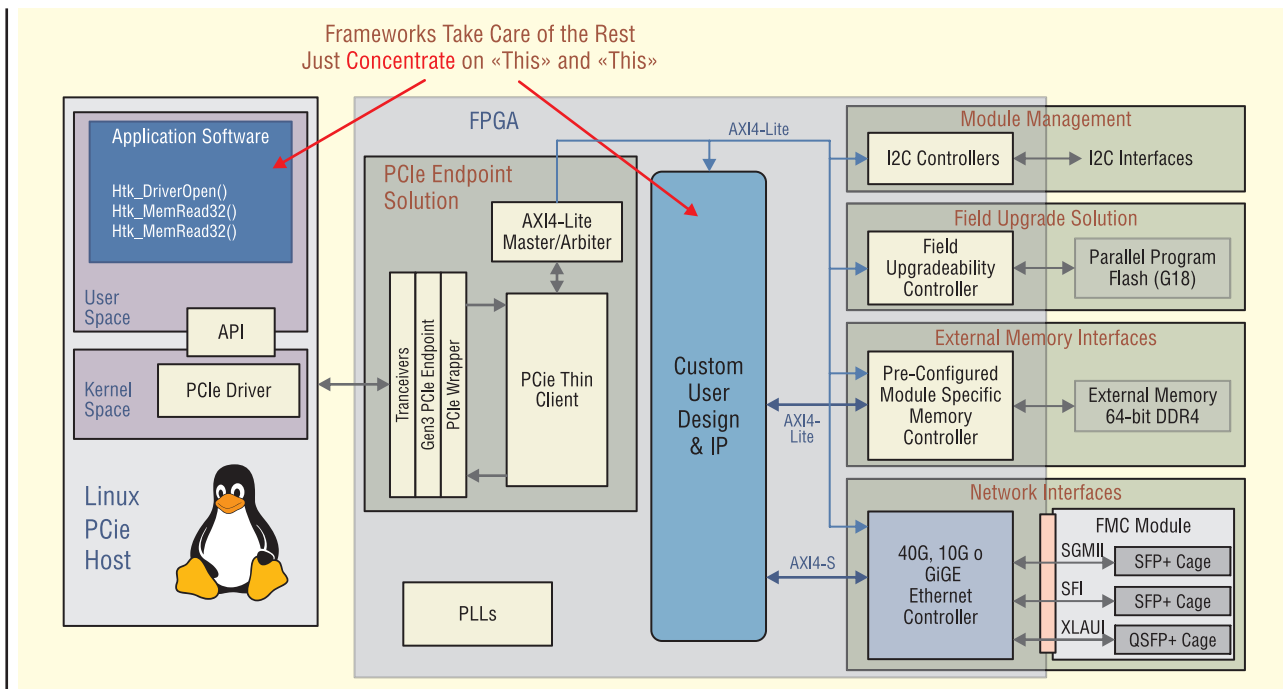 Frameworks Take Care of the Rest
Just Concentrate on «This» and «This»
Application Software
Htk_DriverOpen()
Htk_MemRead32()
Htk_MemRead32()
User
Space
API
Kernel
Space
PCIe Driver
Linux
PCie
Host
FPGA
PCIe Endpoint
Solution
AXI4-Lite
Master/Arbiter
Tranceivers
Gen3 PCIe Endpoint
PCIe Wrapper
PCie Thin
Client
PLLs
AXI4-Lite
Custom
User
Design
& IP
AXI4-
Lite
AXI4-S
Module Management
I2C Controllers
I2C Interfaces
Field Upgrade Solution
Field
Upgradeability
Controller
Parallel Program
Flash (G18)
External Memory Interfaces
Pre-Configured
Module Specific
Memory
Controller
External Memory
64-bit DDR4
Network Interfaces
40G, 10G o
GiGE
Ethernet
Controller
FMC Module
SGMII
SFP+ Cage
SFI
SFP+ Cage
XLAUI
QSFP+ Cage